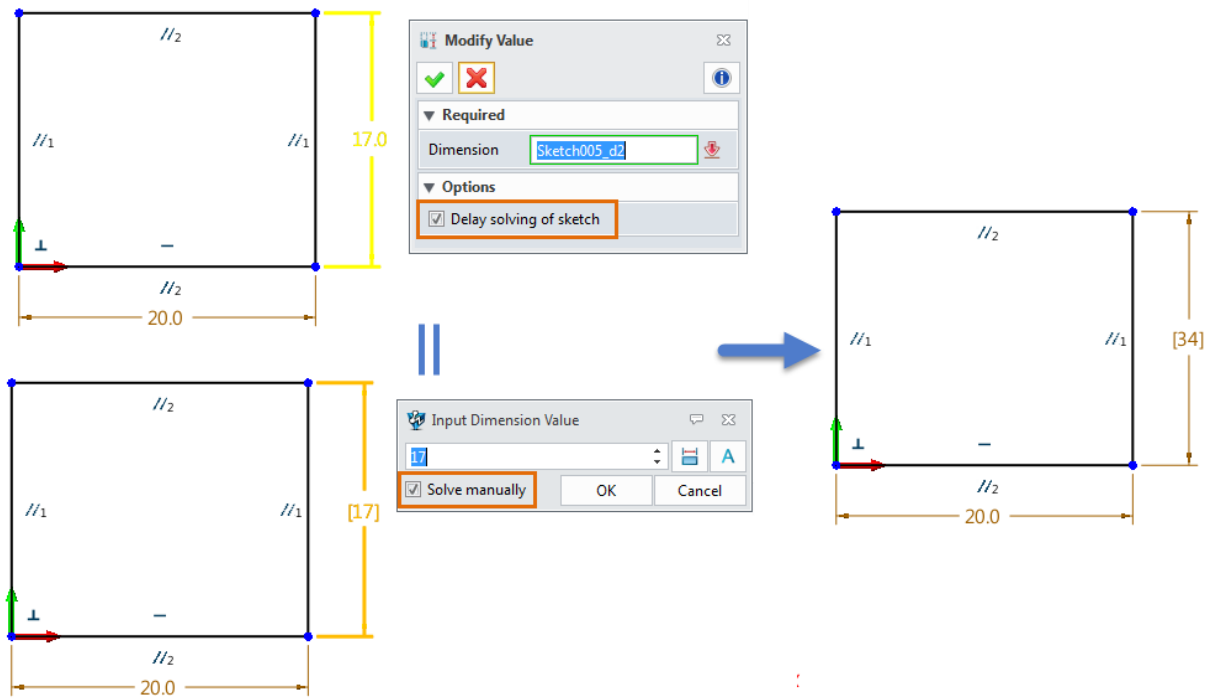 //2
//1
//1
17.0
⊥
–
//2
20.0
Modify Value
Required
Dimension
Sketch005_d2
Options
Delay solving of sketch
//2
//1
//1
[17]
⊥
–
//2
20.0
Input Dimension Value
17
A
Solve manually
OK
Cancel
//2
//1
//1
[34]
⊥
–
//2
20.0